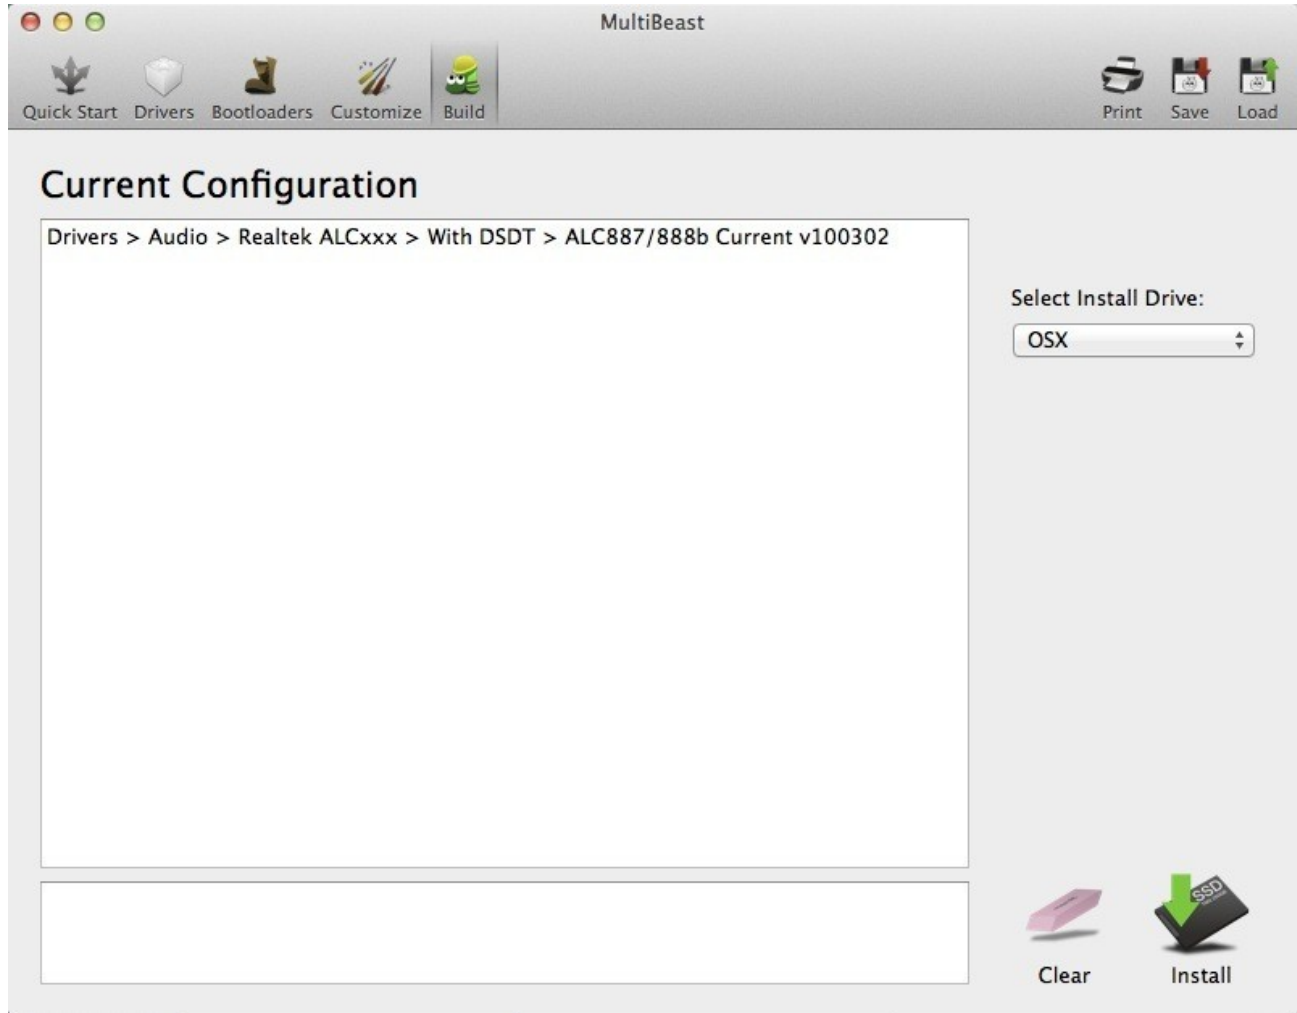 MultiBeast
Quick Start Drivers Bootloaders Customize Build Print Save Load
Current Configuration
Drivers > Audio > Realtek ALCxxx > With DSDT > ALC887/888b Current v100302
Select Install Drive:
OSX
SSD
Clear Install